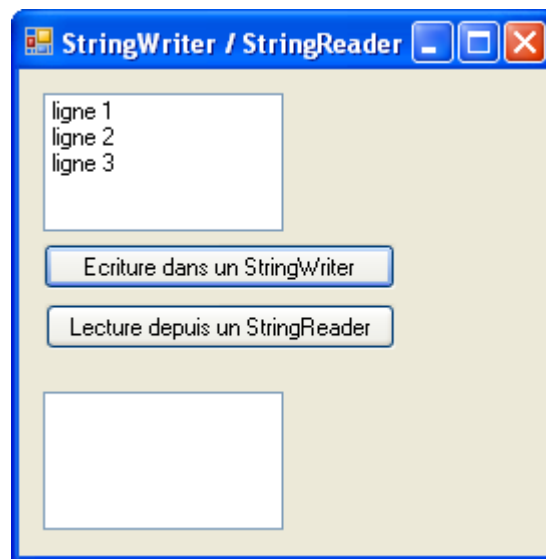 StringWriter / StringReader
ligne 1
ligne 2
ligne 3
Ecriture dans un StringWriter
Lecture depuis un StringReader